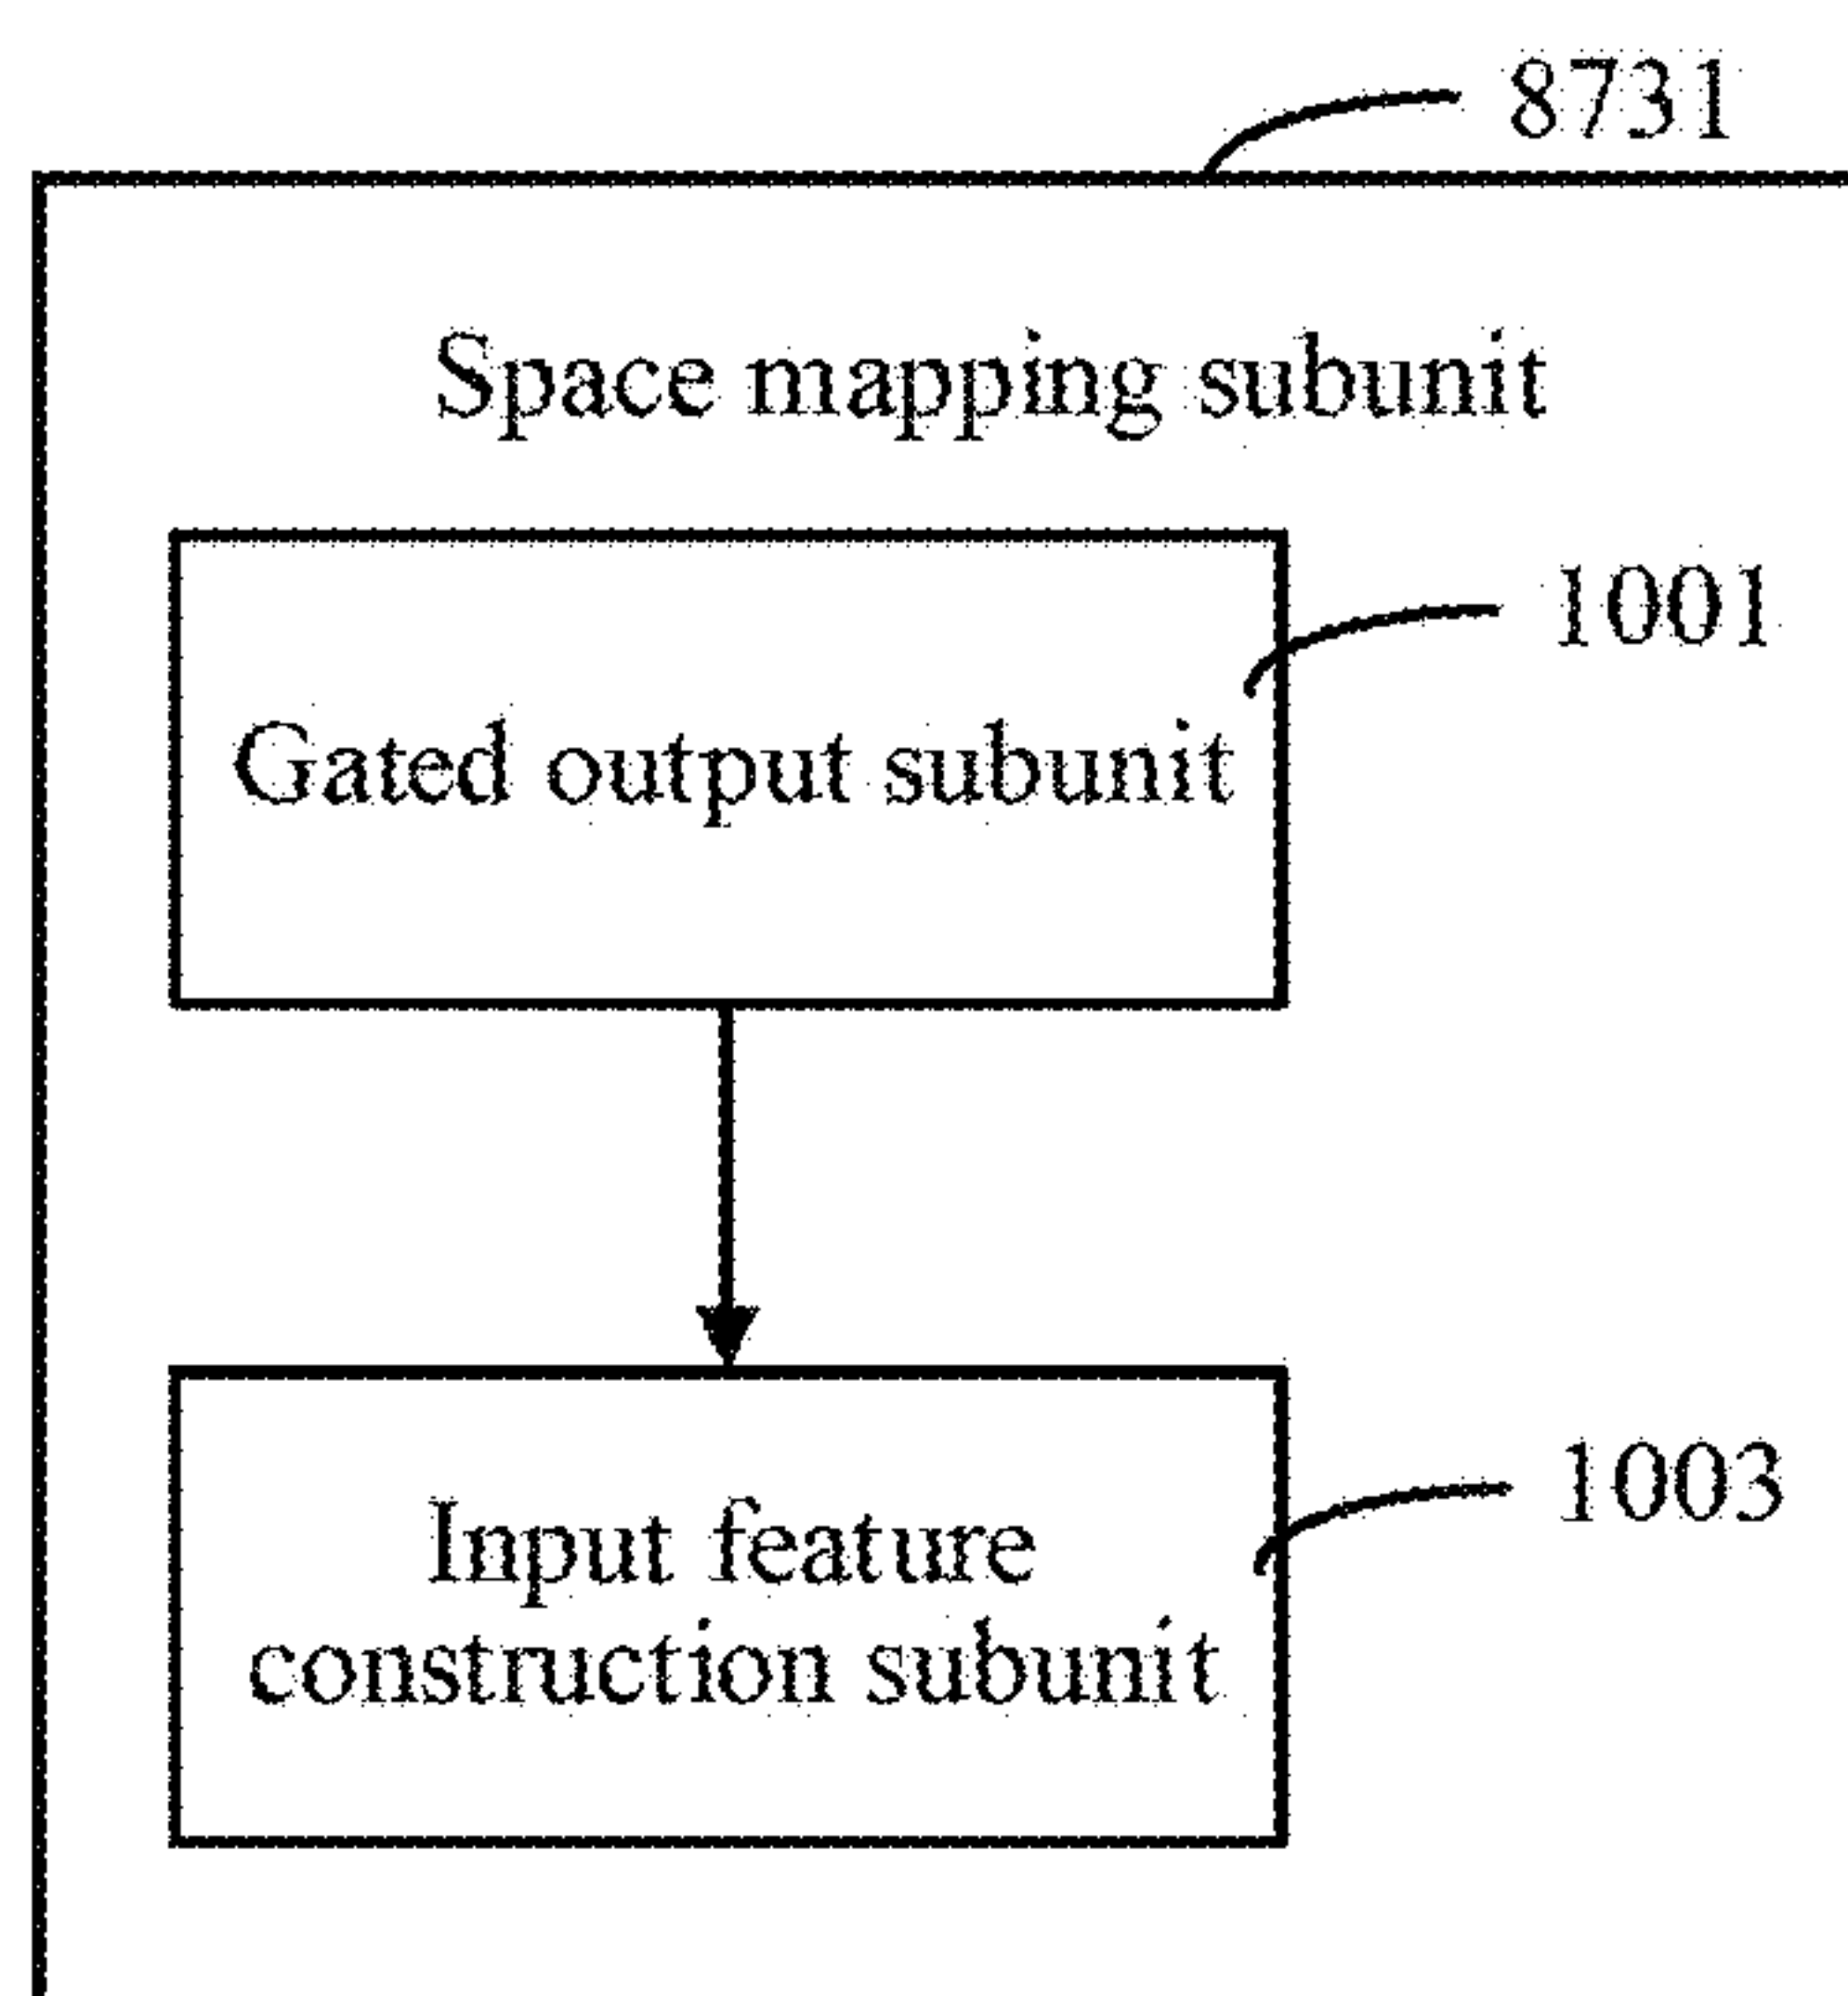 8731
Space mapping subunit
1001
Gated output subunit
1003
Input feature
construction subunit